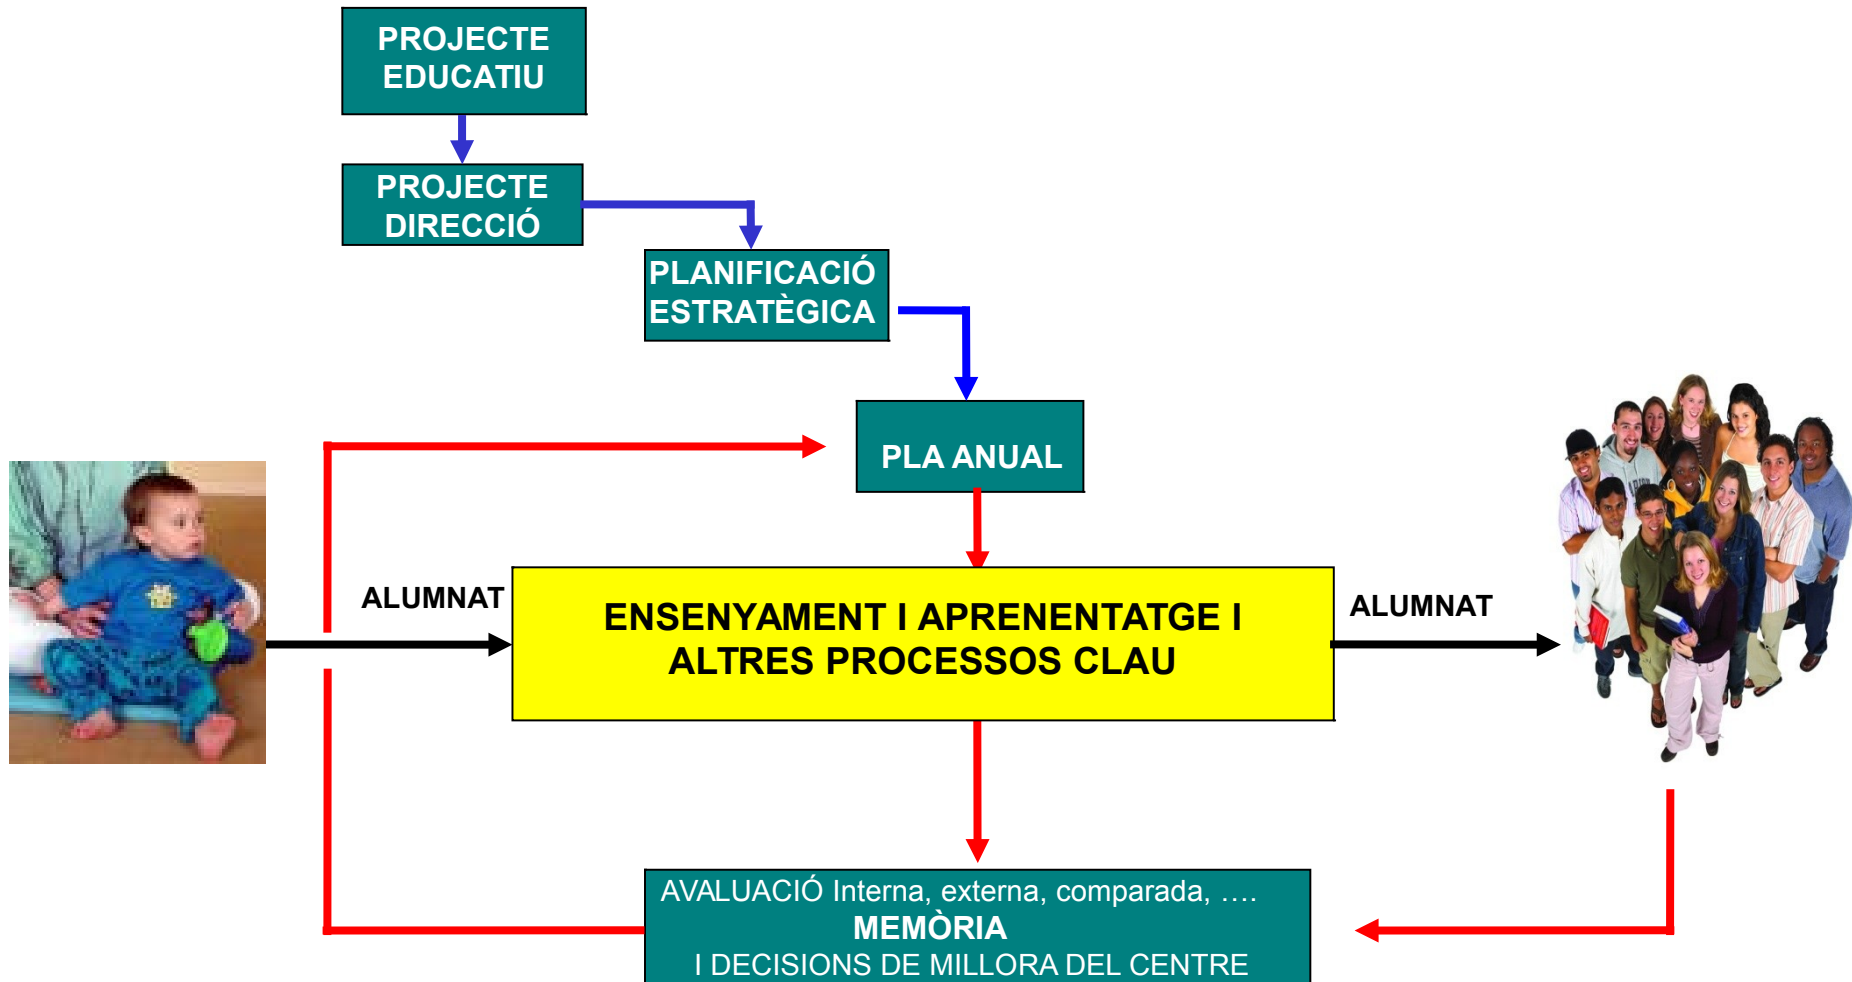 PROJECTE
EDUCATIU
PROJECTE
DIRECCIÓ
PLANIFICACIÓ
ESTRATÈGICA
PLA ANUAL
ALUMNAT
ENSENYAMENT I APRENENTATGE I
ALTRES PROCESSOS CLAU
ALUMNAT
AVALUACIÓ Interna, externa, comparada, ....
MEMÒRIA
I DECISIONS DE MILLORA DEL CENTRE